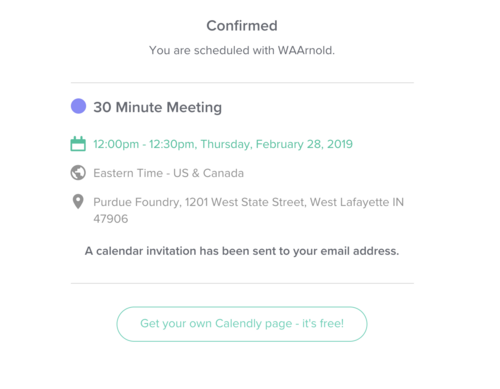 Confirmed
You are scheduled with WAArnold.
30 Minute Meeting
12:00pm - 12:30pm, Thursday, February 28, 2019
Eastern Time - US & Canada
Purdue Foundry, 1201 West State Street, West Lafayette IN
47906
A calendar invitation has been sent to your email address.
Get your own Calendly page - it's free!